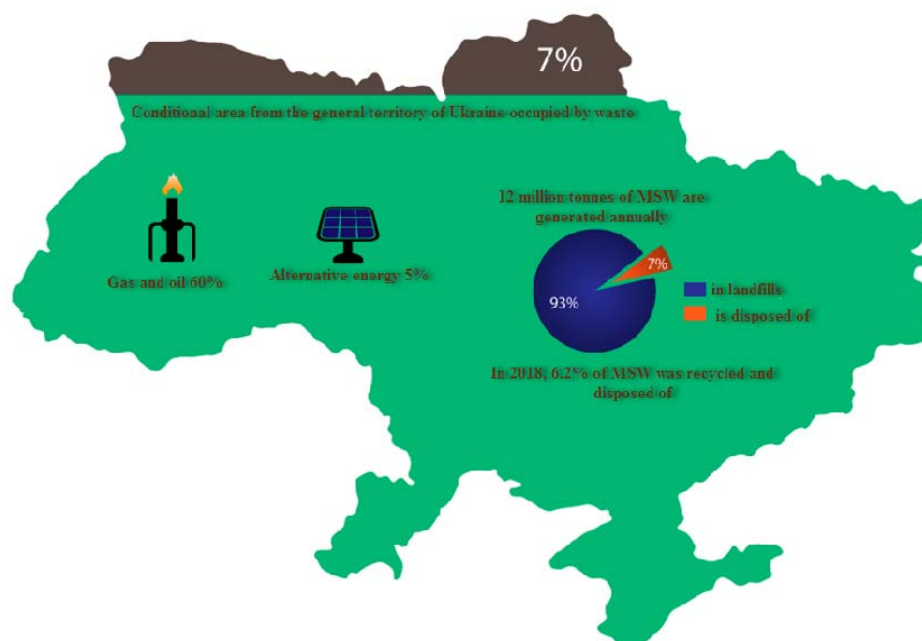 7%
Conditional area from the general territory of Ukraine occupied by waste
Gas and oil 60%
Alternative energy 5%
12 million tonnes of MSW are
generated annually
7%
93%
in landfills
is disposed of
In 2018, 6.2% of MSW was recycled and
disposed of